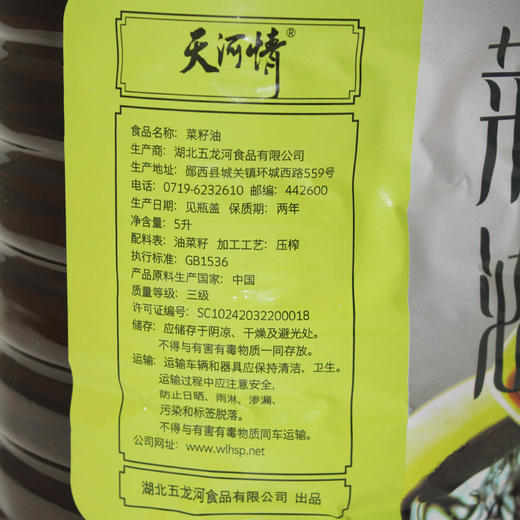 天河情®
食品名称：菜籽油
生产商：湖北五龙河食品有限公司
生产地址：郧西县城关镇环城西路559号
电话：0719-6232610 邮编：442600
生产日期：见瓶盖 保质期：两年
净含量：5升
配料表：油菜籽 加工工艺：压榨
执行标准：GB1536
产品原料生产国家：中国
质量等级：三级
许可证编号：SC10242032200018
储存：应储存于阴凉、干燥及避光处。
不得与有害有毒物质一同存放。
运输：运输车辆和器具应保持清洁、卫生。
运输过程中应注意安全，
防止日晒、雨淋、渗漏、
污染和标签脱落。
不得与有害有毒物质同车运输。
公司网址：www.wlhsp.net
湖北五龙河食品有限公司 出品
菜
油